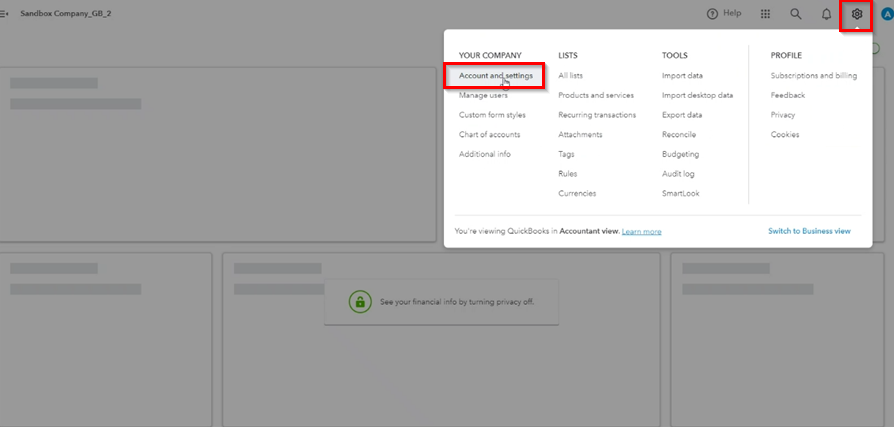 Sandbox Company_GB_2
Help
A
YOUR COMPANY
Account and settings
Manage users
Custom form styles
Chart of accounts
Additional info
LISTS
All lists
Products and services
Recurring transactions
Attachments
Tags
Rules
Currencies
TOOLS
Import data
Import desktop data
Export data
Reconcile
Budgeting
Audit log
SmartLook
PROFILE
Subscriptions and billing
Feedback
Privacy
Cookies
You're viewing QuickBooks in Accountant view. Learn more
Switch to Business view
See your financial info by turning privacy off.